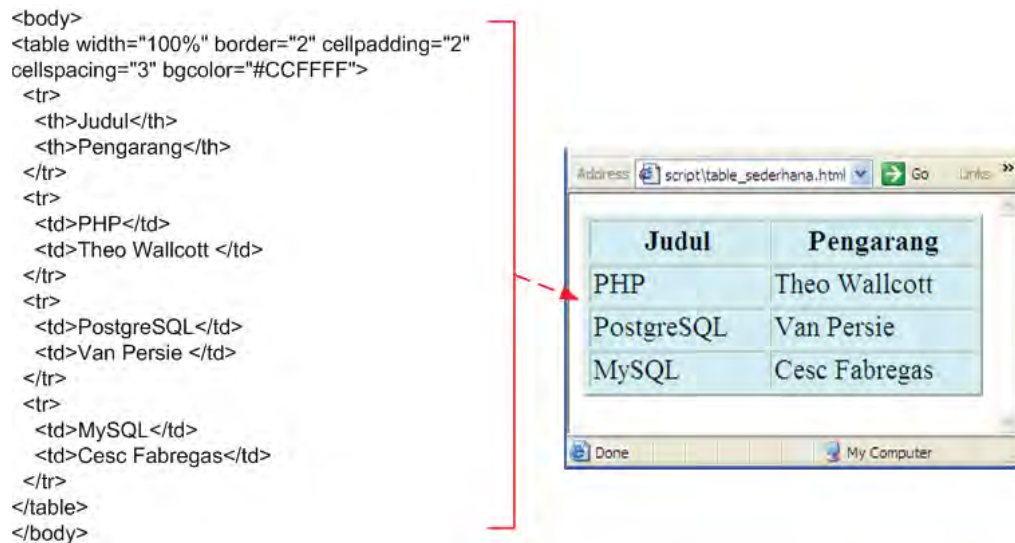 <body>
<table width="100%" border="2" cellpadding="2"
cellspacing="3" bgcolor="#CCFFFF">
<tr>
<th>Judul</th>
<th>Pengarang</th>
</tr>
<tr>
<td>PHP</td>
<td>Theo Wallcott </td>
</tr>
<tr>
<td>PostgreSQL</td>
<td>Van Persie </td>
</tr>
<tr>
<td>MySQL</td>
<td>Cesc Fabregas</td>
</tr>
</table>
</body>
Address script\table_sederhana.html Go Links »
Judul Pengarang
PHP Theo Wallcott
PostgreSQL Van Persie
MySQL Cesc Fabregas
Done My Computer